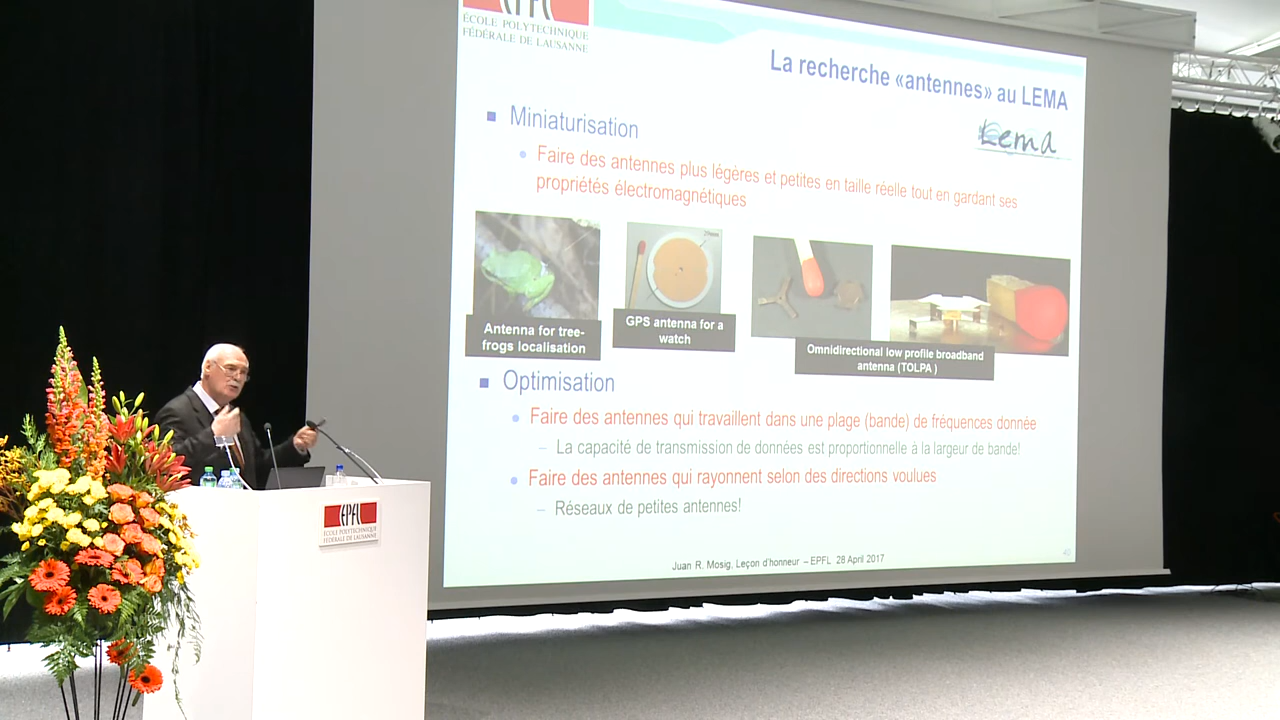 EPFL
ÉCOLE POLYTECHNIQUE
FÉDÉRALE DE LAUSANNE
La recherche «antennes» au LEMA
Lema
Miniaturisation
Faire des antennes plus légères et petites en taille réelle tout en gardant ses
propriétés électromagnétiques
Antenna for tree-
frogs localisation
GPS antenna for a
watch
Omnidirectional low profile broadband
antenna (TOLPA )
Optimisation
Faire des antennes qui travaillent dans une plage (bande) de fréquences donnée
– La capacité de transmission de données est proportionnelle à la largeur de bande!
Faire des antennes qui rayonnent selon des directions voulues
– Réseaux de petites antennes!
Juan R. Mosig, Leçon d'honneur – EPFL 28 April 2017
EPFL
ÉCOLE POLYTECHNIQUE
FÉDÉRALE DE LAUSANNE